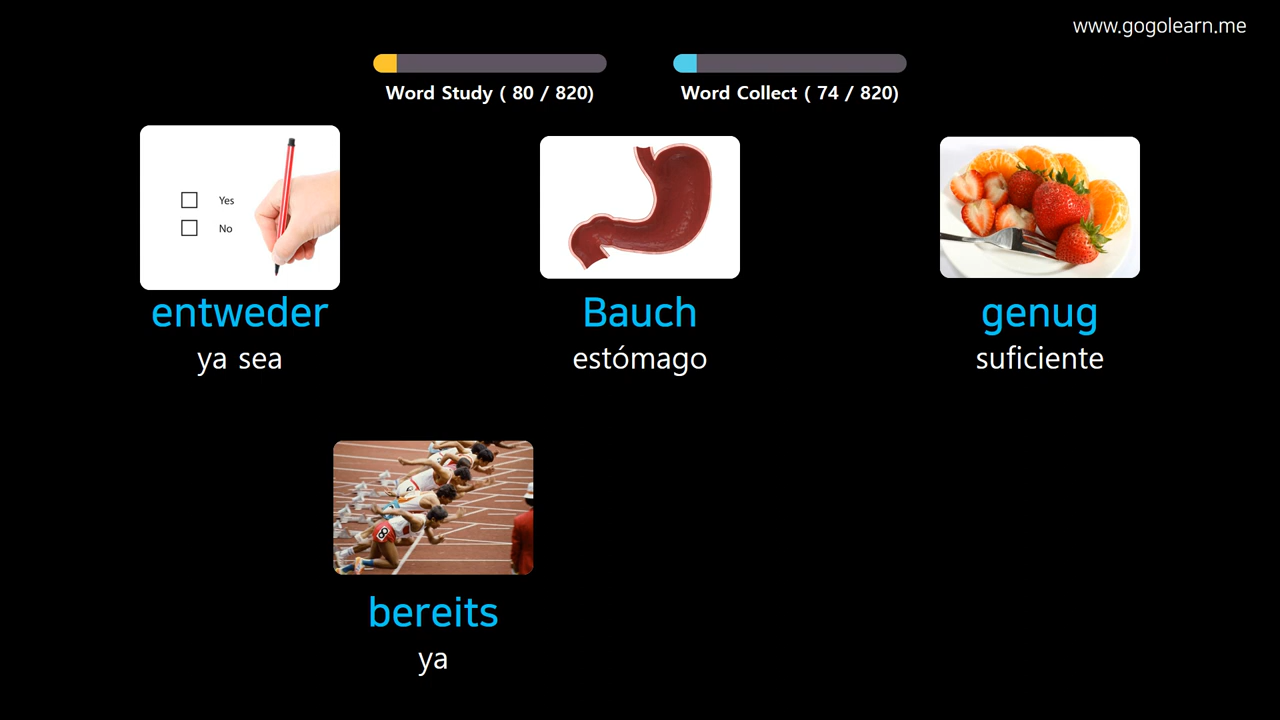 www.gogolearn.me
Word Study ( 80 / 820)
Word Collect ( 74 / 820)
Yes
No
entweder
ya sea
Bauch
estómago
genug
suficiente
8
bereits
ya